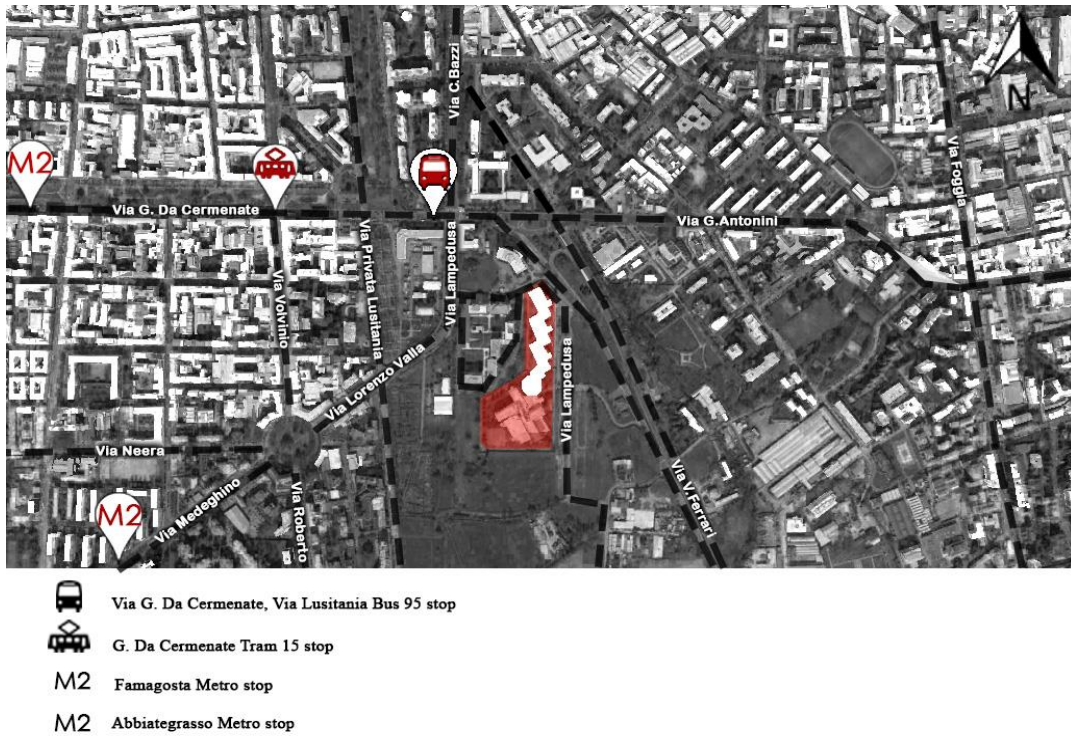 Via C.Bazzi
N
M2
Via Foggia
Via G. Da Cermenate
Via G.Antonini
Via Privata Lusitania
Via Lampedusa
Via Volvinio
Via Lorenzo Valla
Via Lampedusa
Via Neera
Via Medeghino
Via Roberto
Via V.Ferrari
M2
Via G. Da Cermenate, Via Lusitania Bus 95 stop
G. Da Cermenate Tram 15 stop
M2 Famagosta Metro stop
M2 Abbiategrasso Metro stop